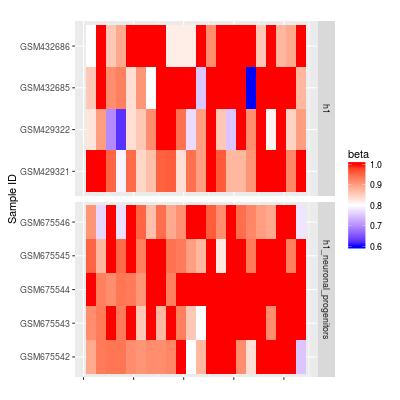 GSM432686
GSM432685
GSM429322
GSM429321
h1
GSM675546
GSM675545
GSM675544
GSM675543
GSM675542
h1_neuronal_progenitors
Sample ID
beta
1.0
0.9
0.8
0.7
0.6